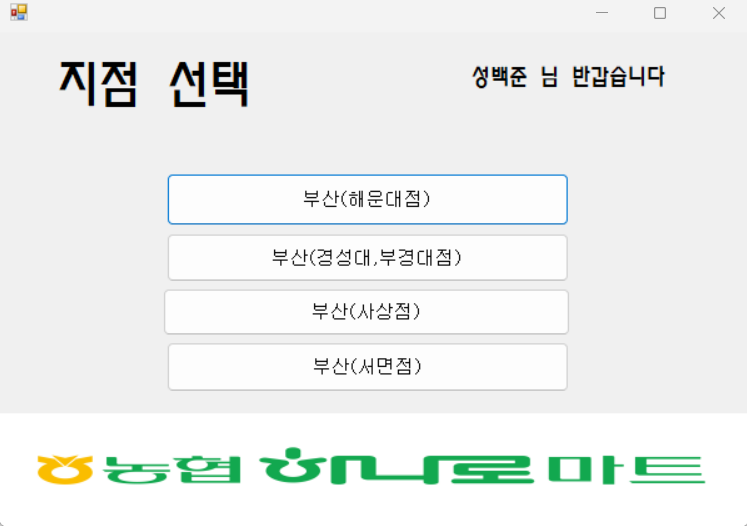 지점 선택
성백준 님 반갑습니다
부산(해운대점)
부산(경성대,부경대점)
부산(사상점)
부산(서면점)
농협 하나로마트